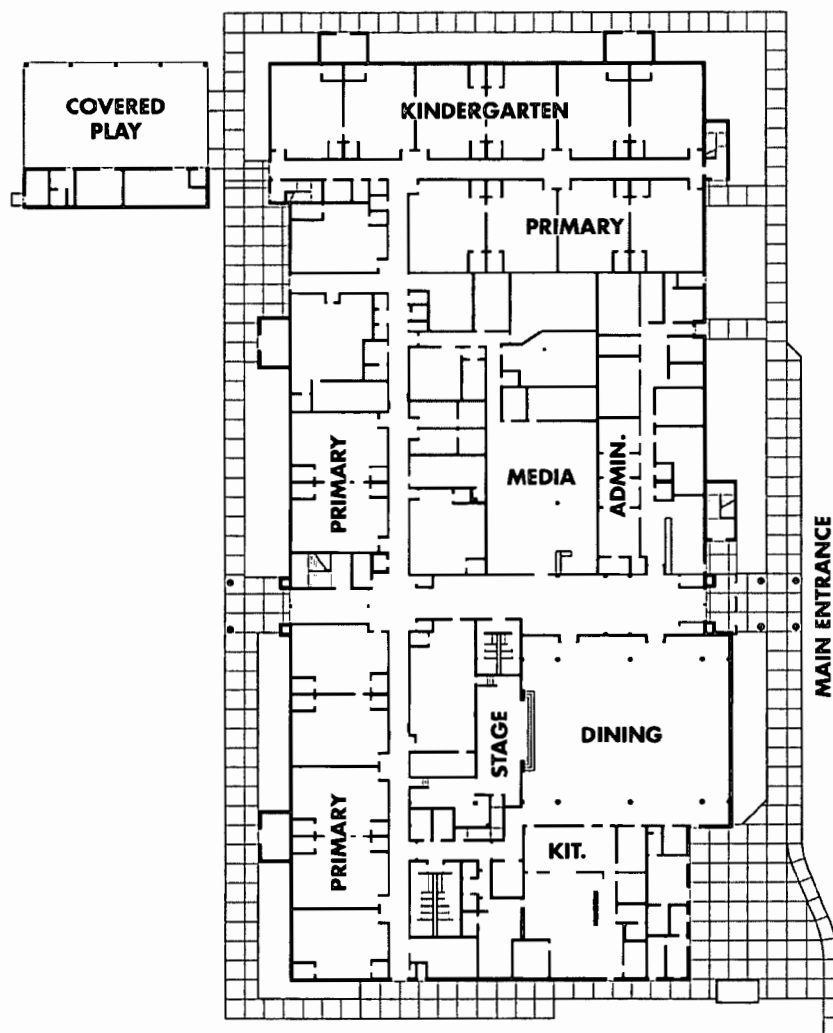 COVERED
PLAY
KINDERGARTEN
PRIMARY
PRIMARY
MEDIA
ADMIN.
MAIN ENTRANCE
STAGE
DINING
PRIMARY
KIT.